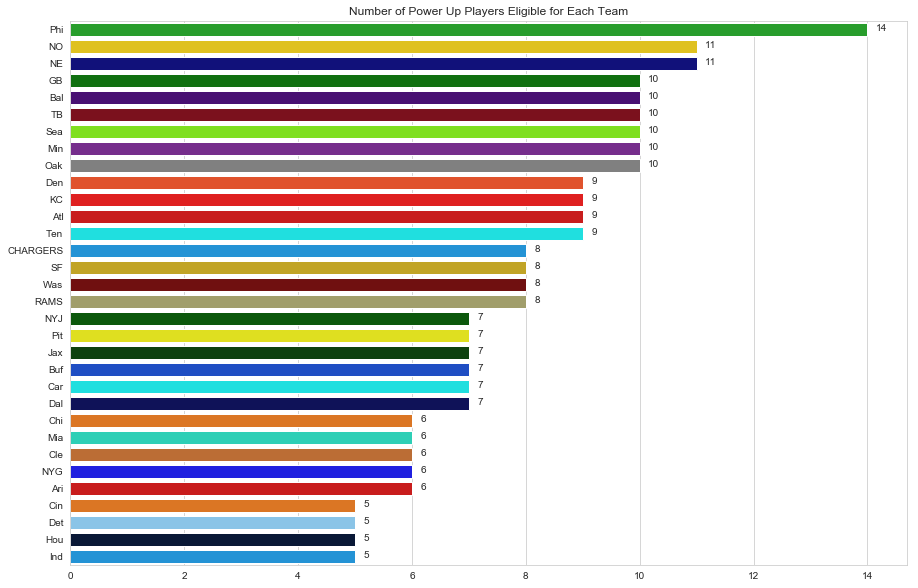 Number of Power Up Players Eligible for Each Team
Phi 14
NO 11
NE 11
GB 10
Bal 10
TB 10
Sea 10
Min 10
Oak 10
Den 9
KC 9
Atl 9
Ten 9
CHARGERS 8
SF 8
Was 8
RAMS 8
NYJ 7
Pit 7
Jax 7
Buf 7
Car 7
Dal 7
Chi 6
Mia 6
Cle 6
NYG 6
Ari 6
Cin 5
Det 5
Hou 5
Ind 5
0 2 4 6 8 10 12 14